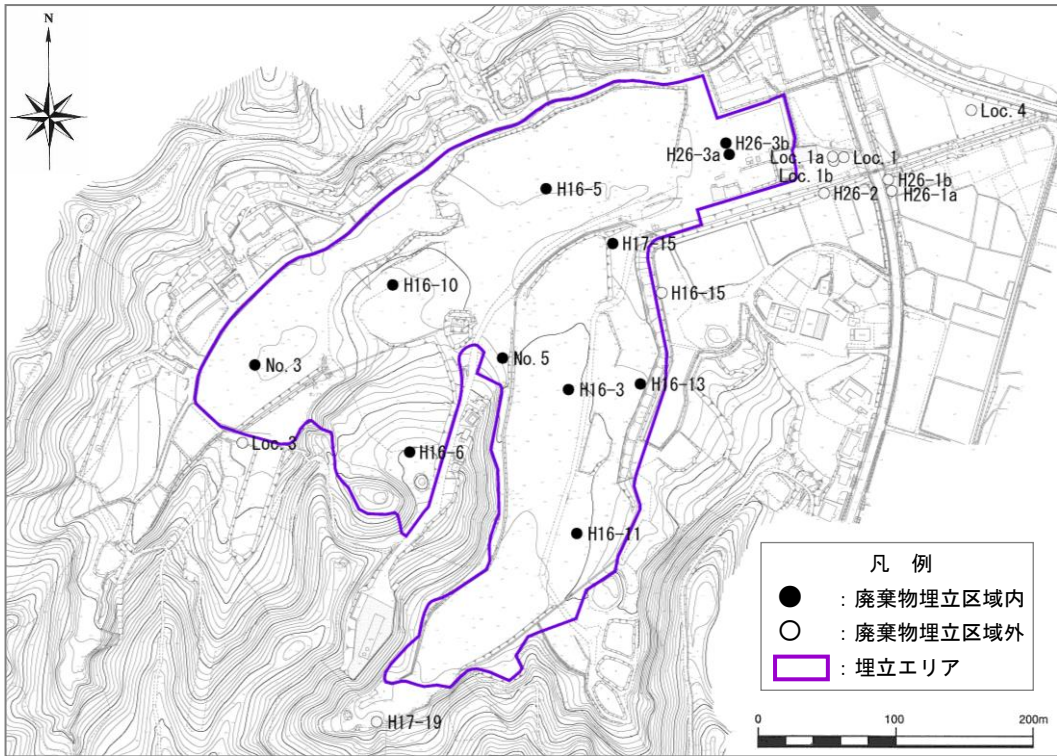 N
Loc. 4
H26-3b
H26-3a
Loc. 1a
Loc. 1
Loc. 1b
H26-1b
H26-1a
H26-2
H16-5
H17-15
H16-10
H16-15
No. 3
No. 5
H16-3
H16-13
Loc. 3
H16-6
H16-11
H17-19
凡 例
: 廃棄物埋立区域内
: 廃棄物埋立区域外
: 埋立エリア
0 100 200m